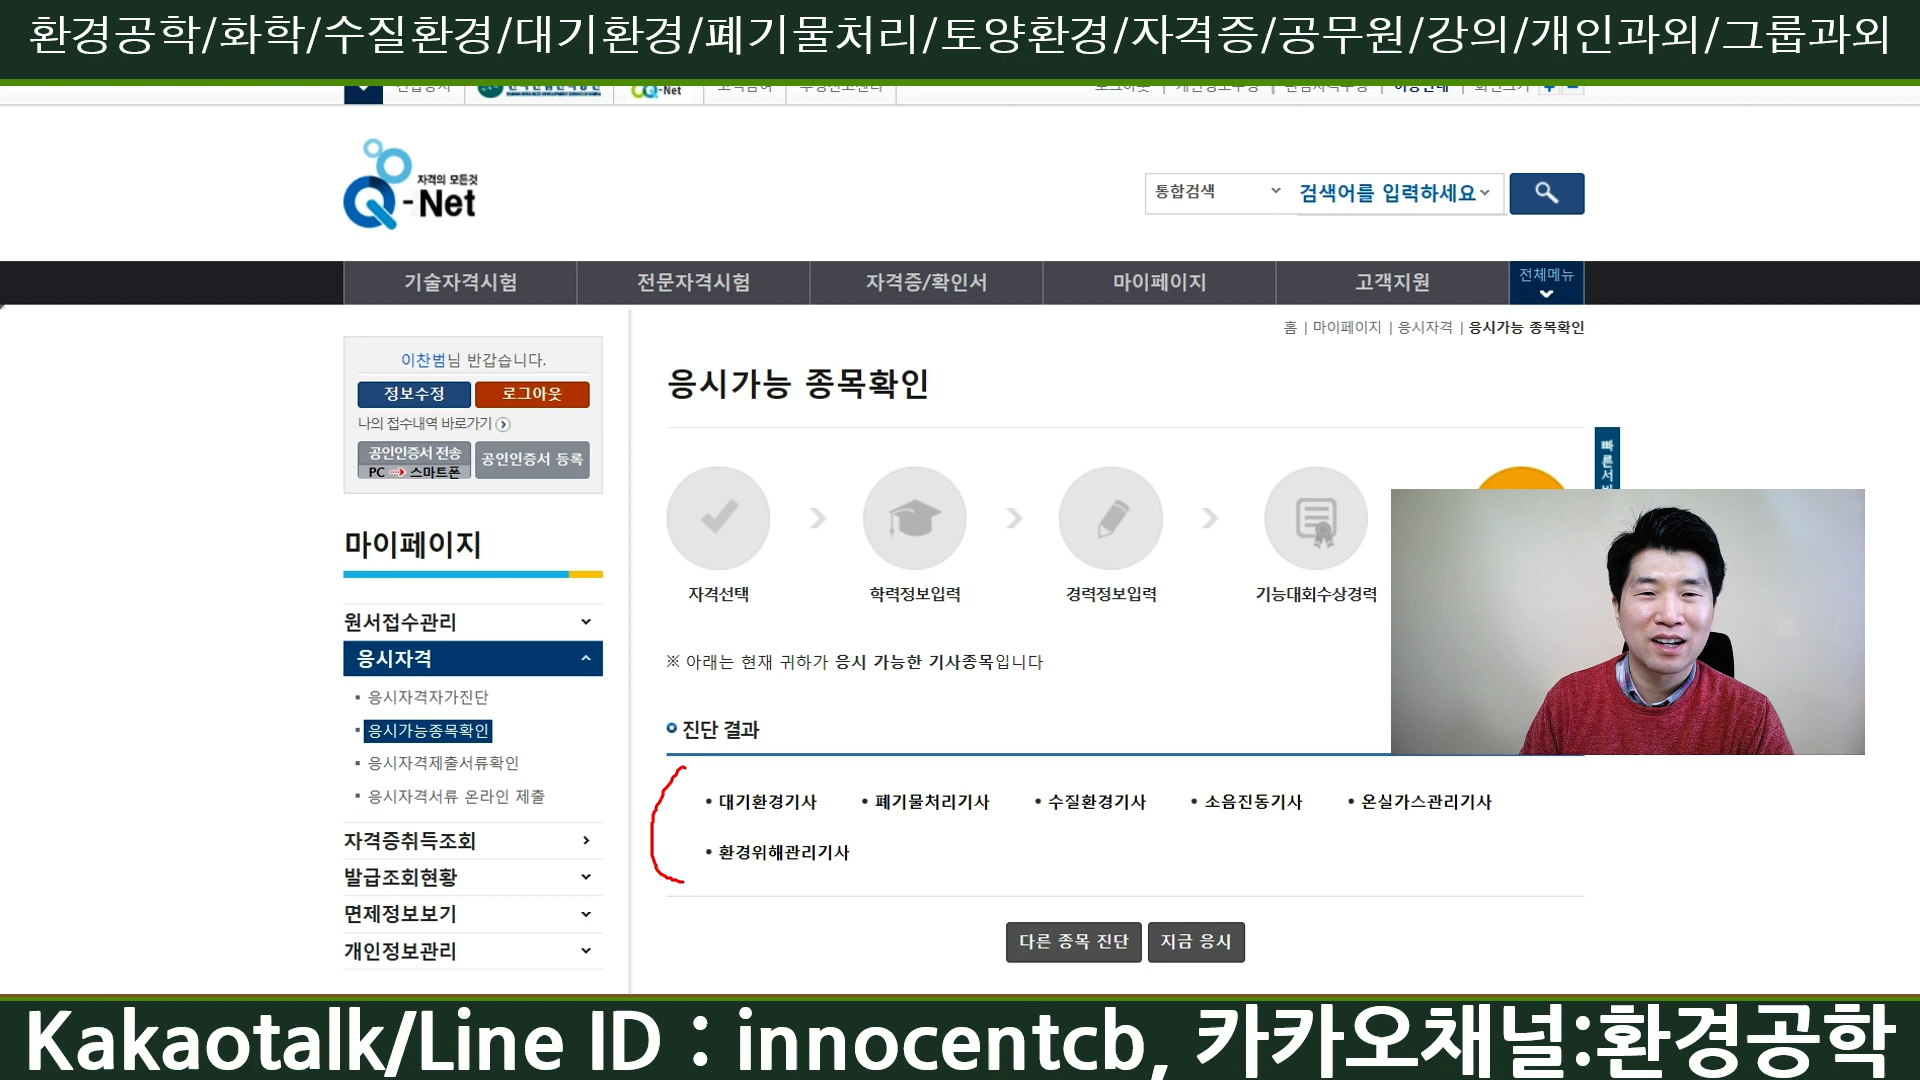 환경공학/화학/수질환경/대기환경/폐기물처리/토양환경/자격증/공무원/강의/개인과외/그룹과외
Q-Net
자격의 모든것
Q-Net
통합검색
검색어를 입력하세요
기술자격시험
전문자격시험
자격증/확인서
마이페이지
고객지원
전체메뉴
홈 | 마이페이지 | 응시자격 | 응시가능 종목확인
이찬범님 반갑습니다.
정보수정
로그아웃
나의 접수내역 바로가기
공인인증서 전송
PC 스마트폰
공인인증서 등록
마이페이지
원서접수관리
응시자격
응시자격자가진단
응시가능종목확인
응시자격제출서류확인
응시자격서류 온라인 제출
자격증취득조회
발급조회현황
면제정보보기
개인정보관리
응시가능 종목확인
빠른서
자격선택
학력정보입력
경력정보입력
기능대회수상경력
※ 아래는 현재 귀하가 응시 가능한 기사종목입니다
진단 결과
• 대기환경기사 • 폐기물처리기사 • 수질환경기사 • 소음진동기사 • 온실가스관리기사
• 환경위해관리기사
다른 종목 진단
지금 응시
Kakaotalk/Line ID : innocentcb, 카카오채널:환경공학